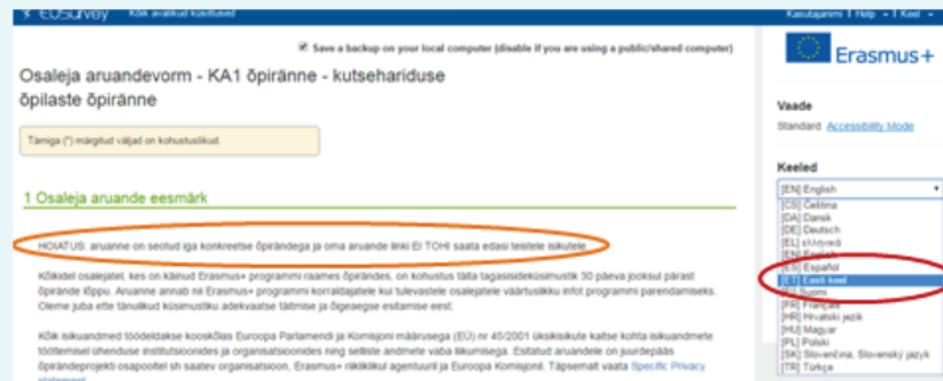 EUSurvey Kõik avalikud küsitlused Kasutajanimi | Help | Keel
Save a backup on your local computer (disable if you are using a public/shared computer)
Osaleja aruandevorm - KA1 õpiränne - kutsehariduse
õpilaste õpiränne
Tärniga (*) märgitud väljad on kohustuslikud.
1 Osaleja aruande eesmärk
HOIATUS: aruanne on seotud iga konkreetse õpirändega ja oma aruande linki EI TOHI saata edasi teistele isikutele.
Kõikidel osalejatel, kes on käinud Erasmus+ programmi raames õpirändes, on kohustus täita tagasisideküsimustik 30 päeva jooksul pärast
õpirände lõppu. Aruanne annab nii Erasmus+ programmi korraldajatele kui tulevastele osalejatele väärtuslikku infot programmi parendamiseks.
Oleme juba ette tänulikud küsimustiku adekvaatse täitmise ja õigeaegse esitamise eest.
Kõik isikuandmed töödeldakse kooskõlas Euroopa Parlamendi ja Komisjoni määrusega (EÜ) nr 45/2001 üksikisikute kaitse kohta isikuandmete
töötlemisel ühenduse institutsioonides ja organisatsioonides ning selliste andmete vaba liikumisega. Esitatud aruandele on juurdepääs
õpirändeprojekti osapooltel sh saatev organisatsioon, Erasmus+ riiklikul agentuuril ja Euroopa Komisjonil. Täpsemalt vaata Specific Privacy
statement
Erasmus+
Vaade
Standard Accessibility Mode
Keeled
[EN] English
[CS] Čeština
[DA] Dansk
[DE] Deutsch
[EL] ελληνικά
[EN] English
[ES] Español
[ET] Eesti keel
[FI] Suomi
[FR] Français
[HR] Hrvatski jezik
[HU] Magyar
[PL] Polski
[SK] Slovenčina, Slovenský jazyk
[TR] Türkçe